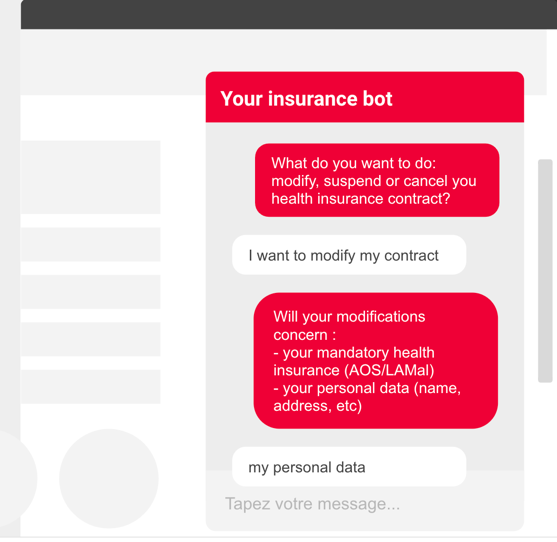 Your insurance bot
What do you want to do:
modify, suspend or cancel you
health insurance contract?
I want to modify my contract
Will your modifications
concern :
- your mandatory health
insurance (AOS/LAMal)
- your personal data (name,
address, etc)
my personal data
Tapez votre message...